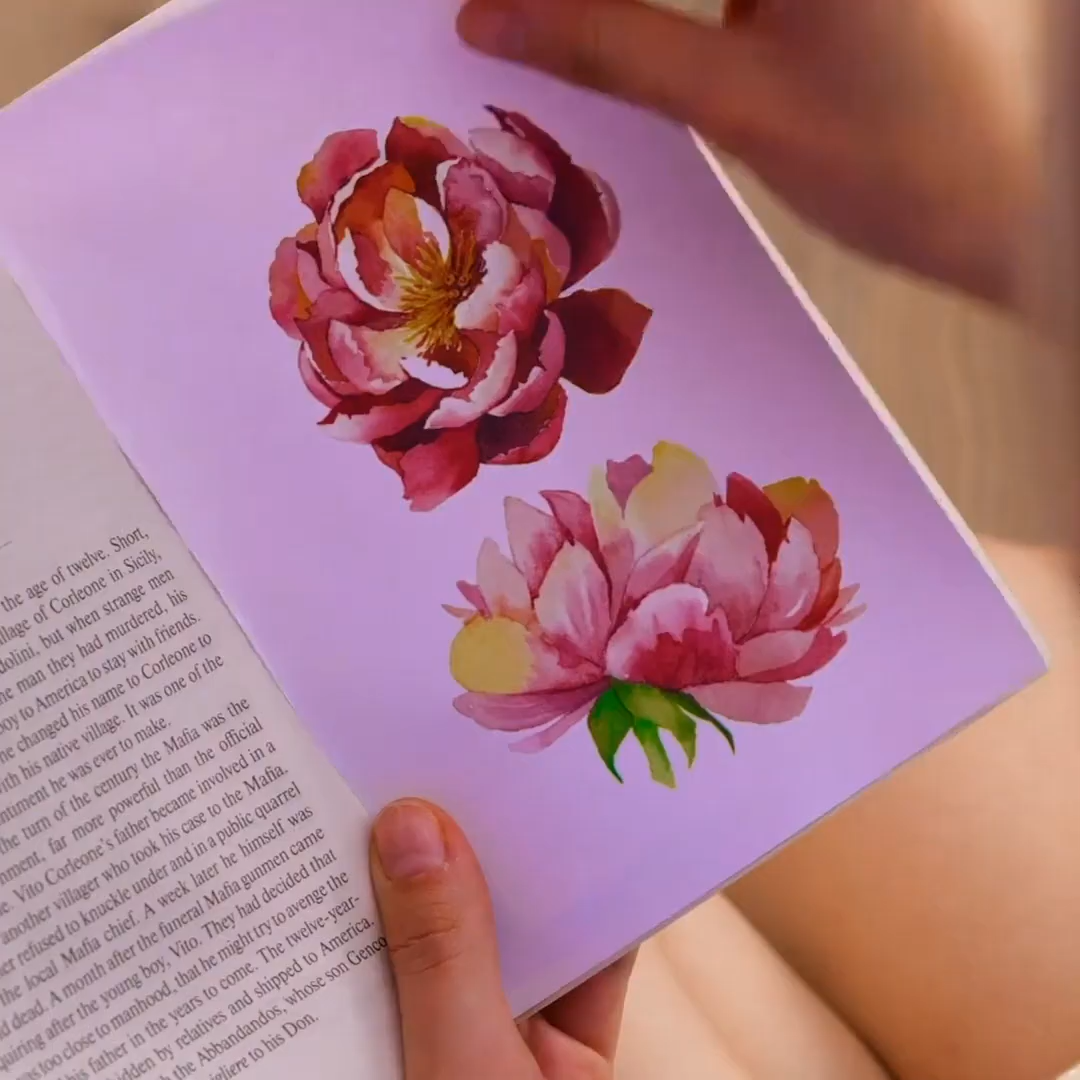 the age of twelve. Short,
illage of Corleone in Sicily,
dolini, but when strange men
he man they had murdered, his
boy to America to stay with friends.
ne changed his name to Corleone to
ith his native village. It was one of the
ntiment he was ever to make.
the turn of the century the Mafia was the
nment, far more powerful than the official
e. Vito Corleone's father became involved in a
another villager who took his case to the Mafia.
her refused to knuckle under and in a public quarrel
the local Mafia chief. A week later he himself was
d dead. A month after the funeral Mafia gunmen came
quiring after the young boy, Vito. They had decided that
was too close to manhood, that he might try to avenge the
his father in the years to come. The twelve-year-
hidden by relatives and shipped to America.
h the Abbandandos, whose son Genco
igliere to his Don.